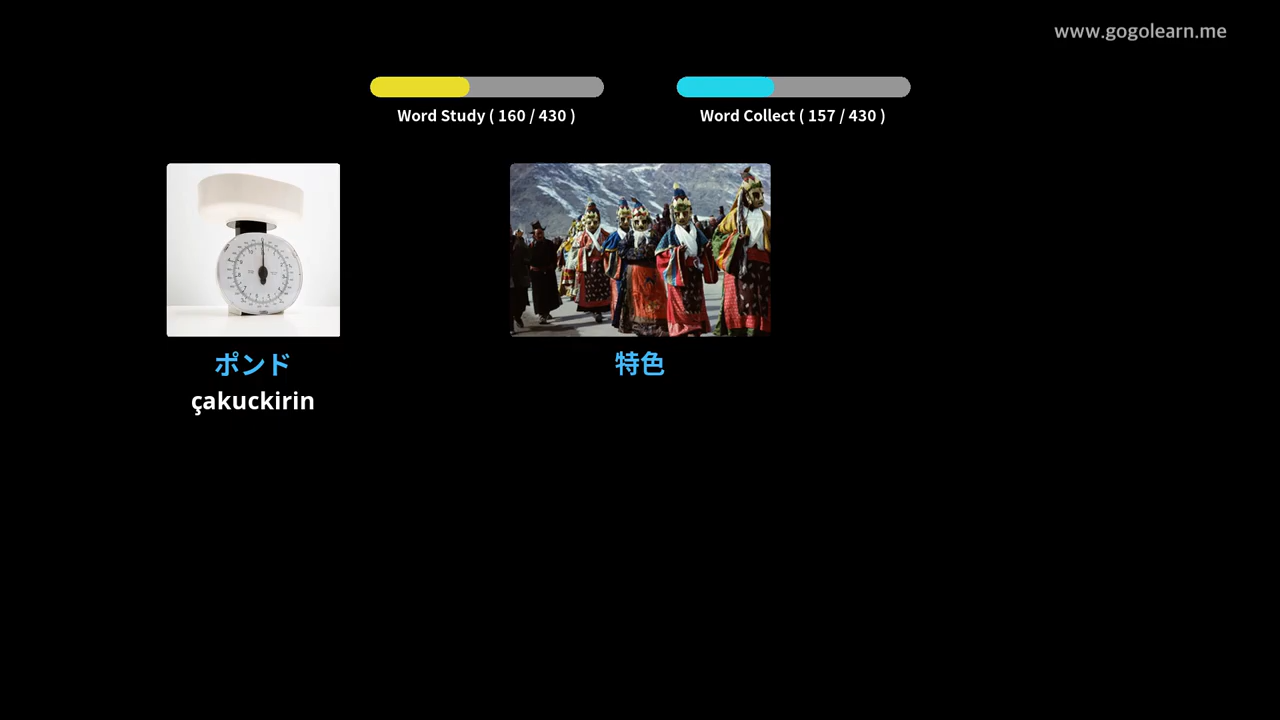 www.gogolearn.me
Word Study ( 160 / 430 )
Word Collect ( 157 / 430 )
ポンド
特色
çakuckirin